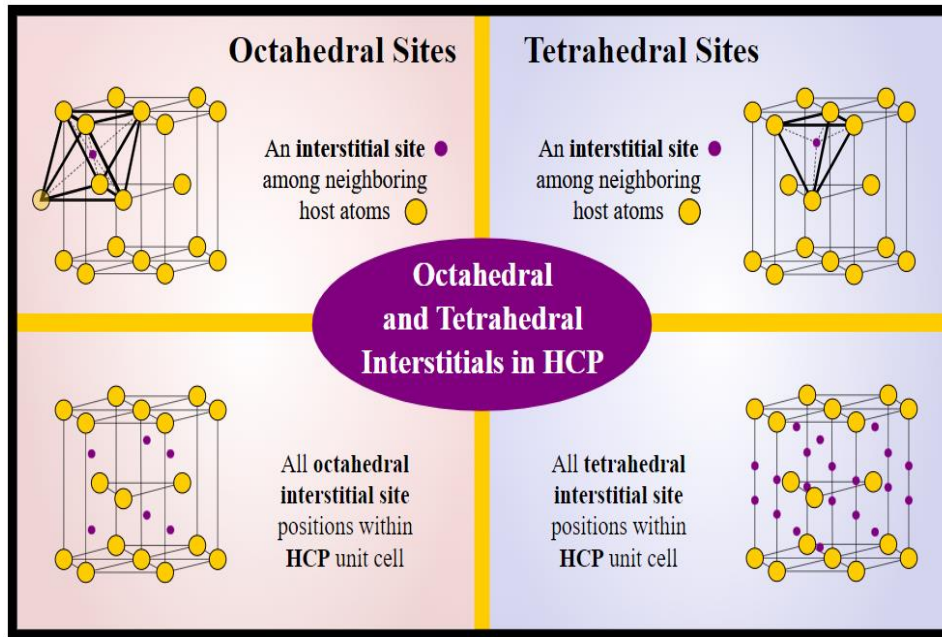 Octahedral Sites
An interstitial site
among neighboring
host atoms
Tetrahedral Sites
An interstitial site
among neighboring
host atoms
Octahedral
and Tetrahedral
Interstitials in HCP
All octahedral
interstitial site
positions within
HCP unit cell
All tetrahedral
interstitial site
positions within
HCP unit cell